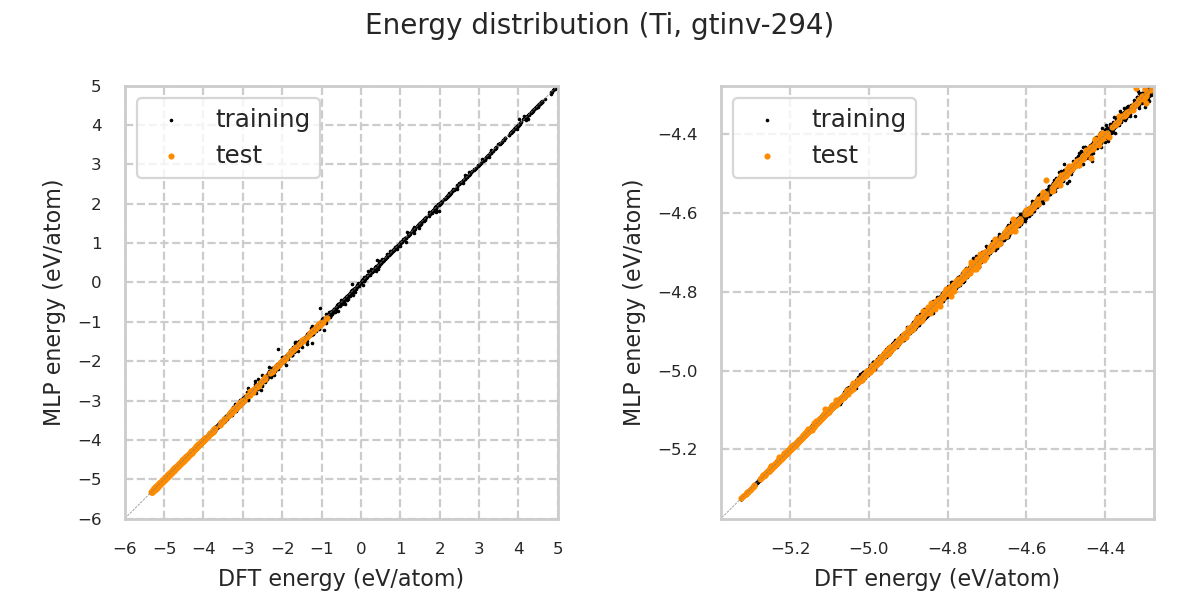 Energy distribution (Ti, gtinv-294)
training
test
5
4
3
2
1
0
−1
−2
−3
−4
−5
−6
MLP energy (eV/atom)
−6 −5 −4 −3 −2 −1 0 1 2 3 4 5
DFT energy (eV/atom)
training
test
−4.4
−4.6
−4.8
−5.0
−5.2
MLP energy (eV/atom)
−5.2 −5.0 −4.8 −4.6 −4.4
DFT energy (eV/atom)